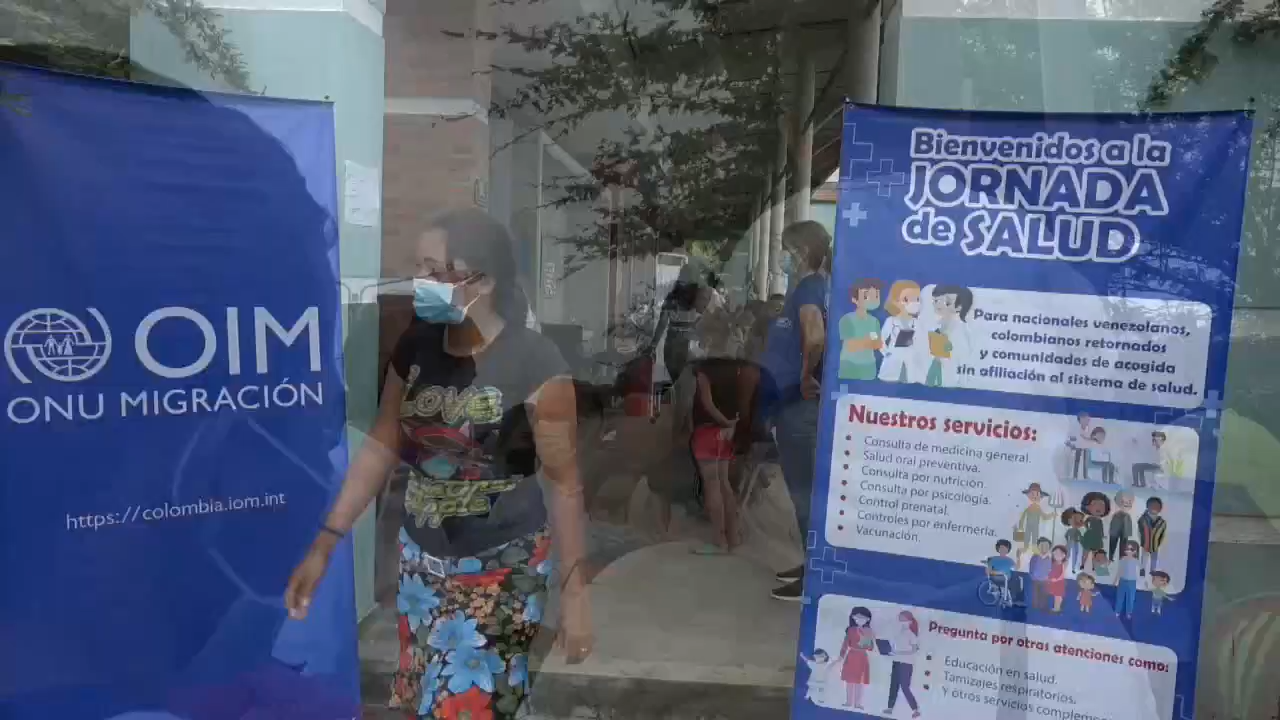 OIM
ONU MIGRACIÓN
https://colombia.iom.int
LOVE
Bienvenidos a la
JORNADA
de SALUD
Para nacionales venezolanos,
colombianos retornados
y comunidades de acogida
sin afiliación al sistema de salud.
Nuestros servicios:
Consulta de medicina general.
Salud oral preventiva.
Consulta por nutrición.
Consulta por psicología.
Control prenatal.
Controles por enfermería.
Vacunación.
Pregunta por otras atenciones como:
Educación en salud.
Tamizajes respiratorios.
Y otros servicios